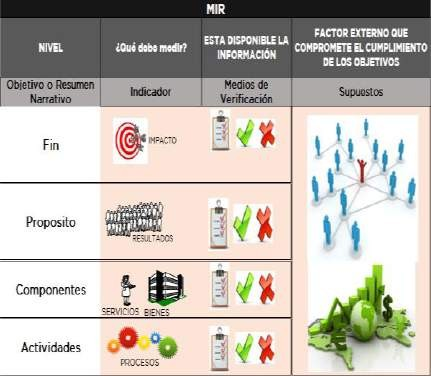 MIR
NIVEL
¿Qué debo medir?
ESTA DISPONIBLE LA
INFORMACIÓN
FACTOR EXTERNO QUE
COMPROMETE EL CUMPLIMIENTO
DE LOS OBJETIVOS
Objetivo o Resumen
Narrativo
Indicador
Medios de
Verificación
Supuestos
Fin
IMPACTO
Proposito
RESULTADOS
Componentes
SERVICIOS BIENES
Actividades
PROCESOS